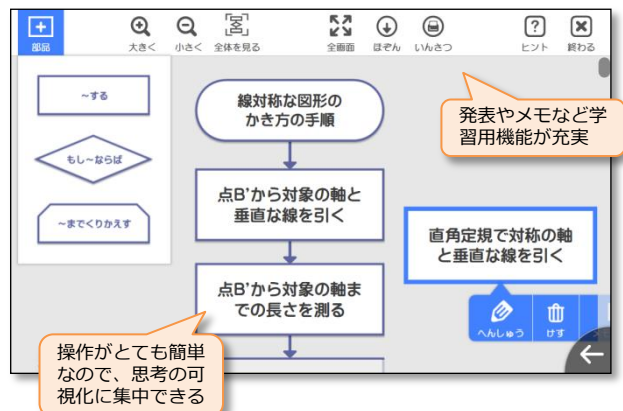 部品
大きく
小さく
全体を見る
全画面
ほぞん
いんさつ
ヒント
終わる
～する
もし～ならば
～までくりかえす
線対称な図形の
かき方の手順
点B'から対象の軸と
垂直な線を引く
点B'から対象の軸ま
での長さを測る
発表やメモなど学
習用機能が充実
直角定規で対称の軸
と垂直な線を引く
へんしゅう
けす
操作がとても簡単
なので、思考の可
視化に集中できる